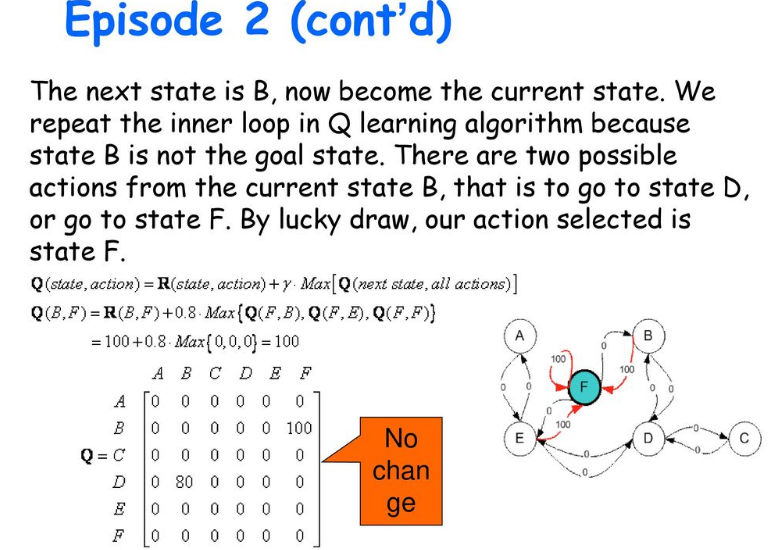 Episode 2 (cont’d)
The next state is B, now become the current state. We
repeat the inner loop in Q learning algorithm because
state B is not the goal state. There are two possible
actions from the current state B, that is to go to state D,
or go to state F. By lucky draw, our action selected is
state F.
Q(state, action) = R(state, action) + γ · Max[Q(next state, all actions)]
Q(B,F) = R(B,F)+0.8· Max{Q(F,B), Q(F,E), Q(F,F)}
= 100+0.8· Max{0,0,0} = 100
A B C D E F
A 0 0 0 0 0 0
B 0 0 0 0 0 100
Q = C 0 0 0 0 0 0
D 0 80 0 0 0 0
E 0 0 0 0 0 0
F 0 0 0 0 0 0
No
chan
ge
A
B
0
100
100
F
0
0
0
0
0
100
E
D
C
0
0
0
0